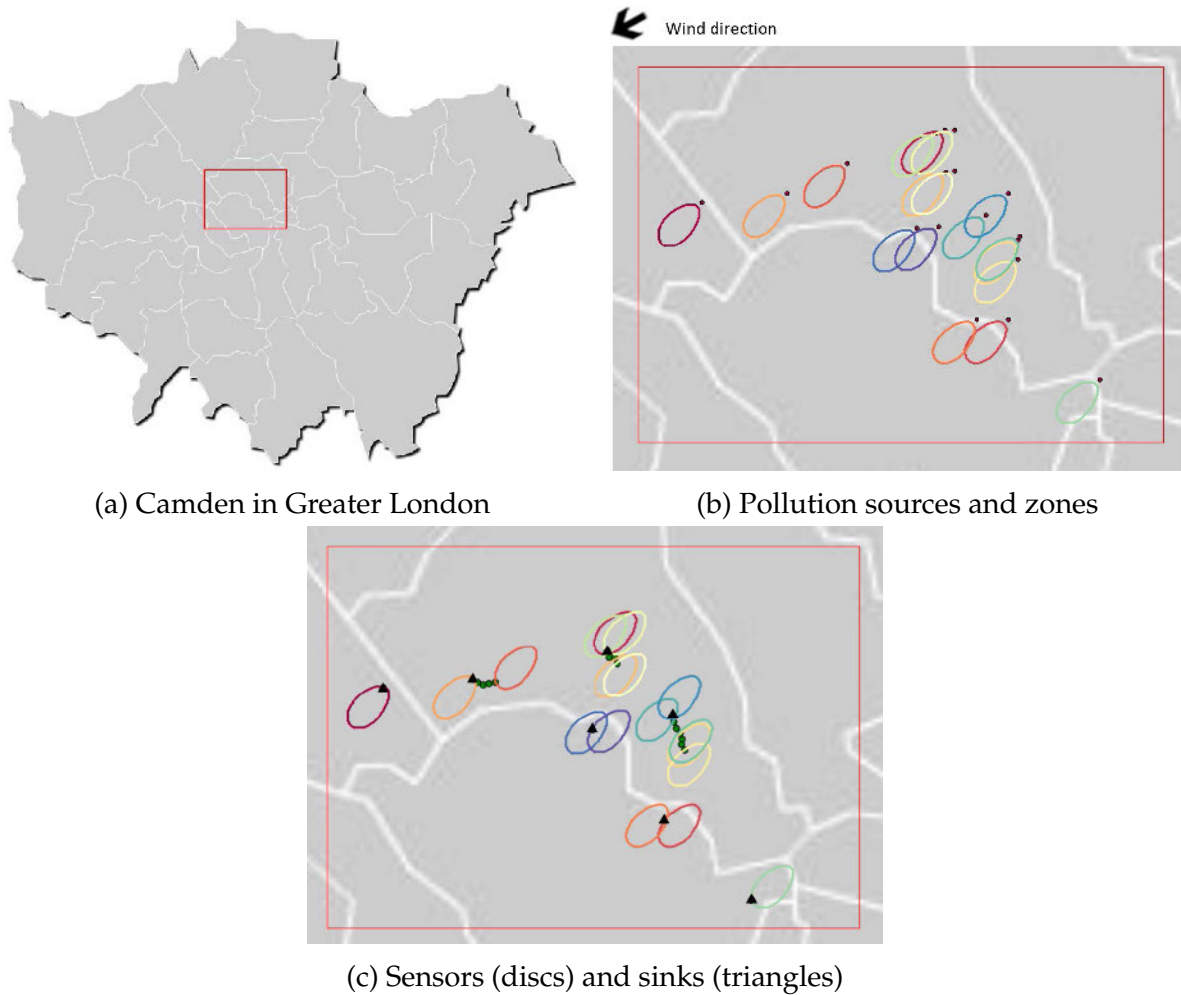 Wind direction
(a) Camden in Greater London
(b) Pollution sources and zones
(c) Sensors (discs) and sinks (triangles)